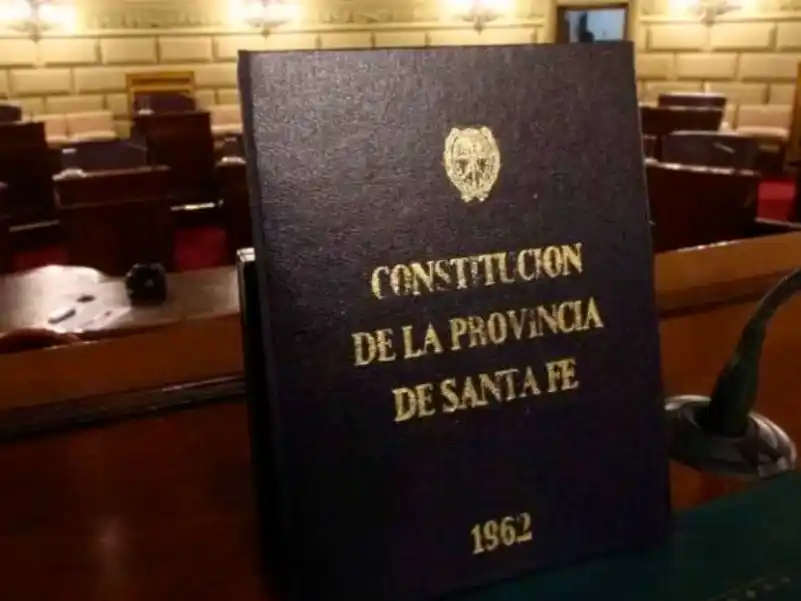 CONSTITUCION
DE LA PROVINCIA
DE SANTA FE
1962